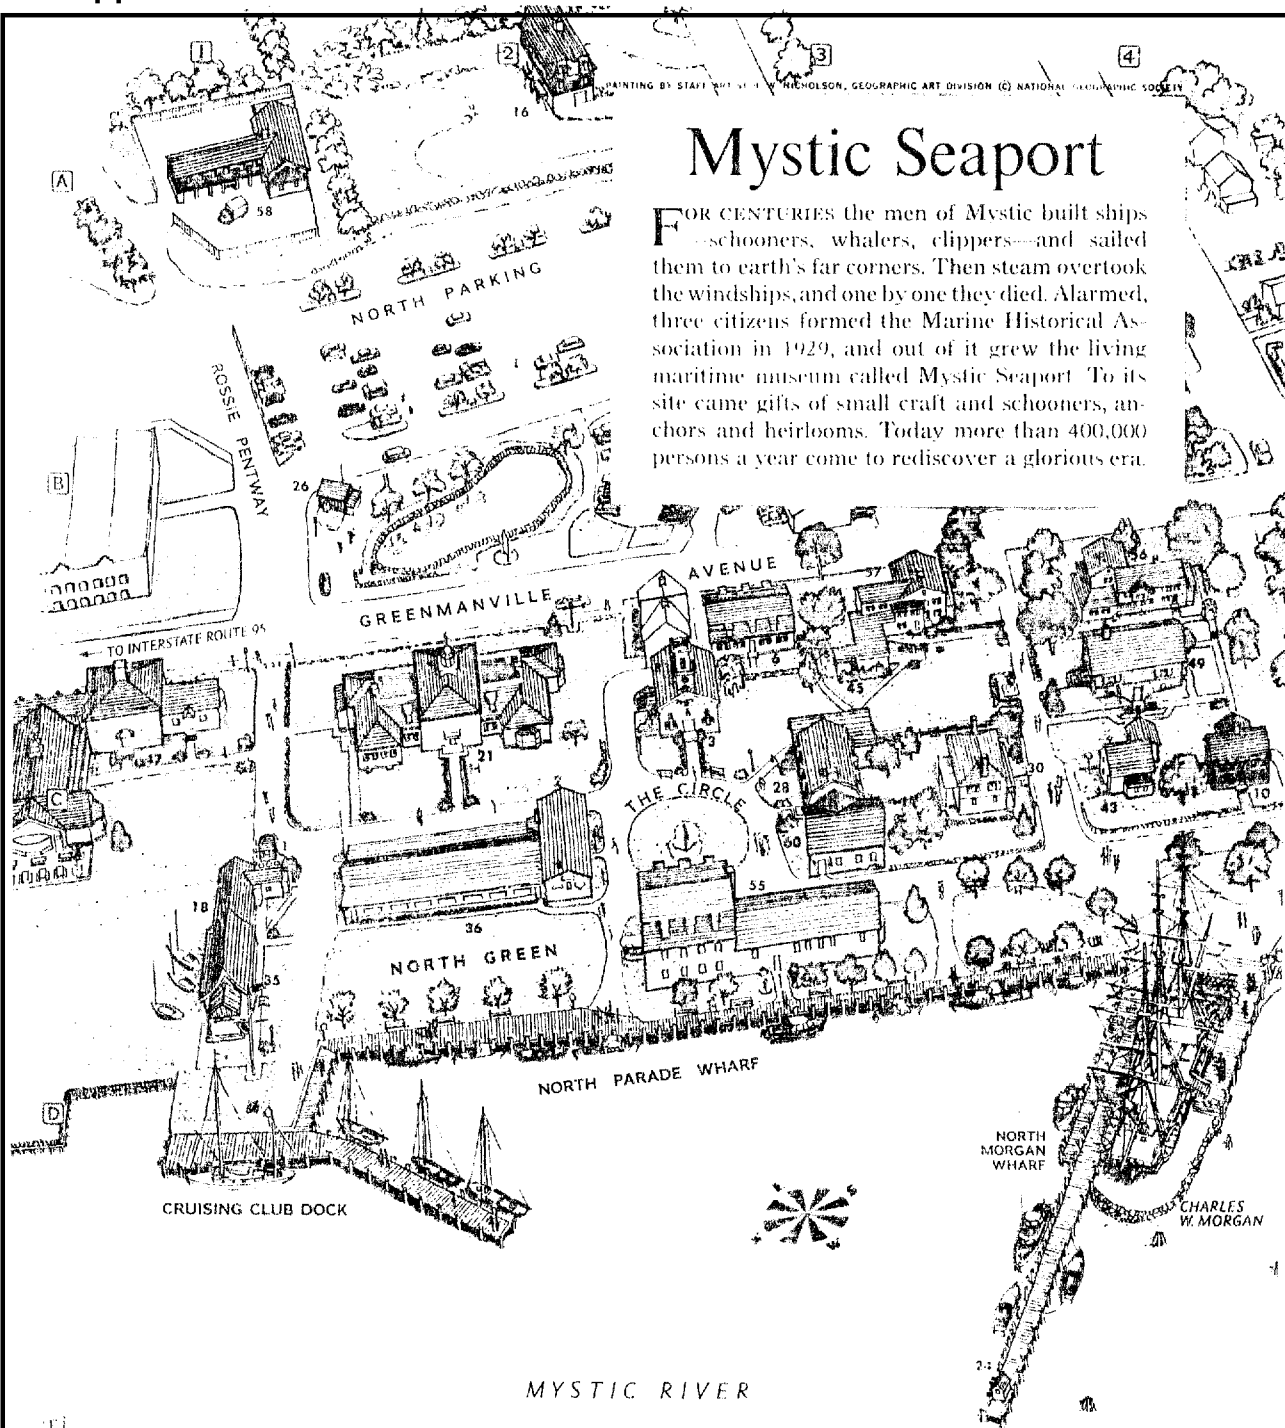 1
2
3
4
PAINTING BY STAFF
NICHOLSON, GEOGRAPHIC ART DIVISION (C) NATIONAL GEOGRAPHIC SOCIETY
16
Mystic Seaport
A
58
FOR CENTURIES the men of Mystic built ships
—schooners, whalers, clippers—and sailed
them to earth's far corners. Then steam overtook
the windships, and one by one they died. Alarmed,
three citizens formed the Marine Historical As-
sociation in 1929, and out of it grew the living
maritime museum called Mystic Seaport. To its
site came gifts of small craft and schooners, an-
chors and heirlooms. Today more than 400,000
persons a year come to rediscover a glorious era.
NORTH PARKING
ROSSIE PENTWAY
B
26
GREENMANVILLE
AVENUE
← TO INTERSTATE ROUTE 95
37
56
6
45
49
47
21
3
C
THE CIRCLE
28
30
43
10
60
18
36
55
NORTH GREEN
35
NORTH PARADE WHARF
D
NORTH
MORGAN
WHARF
CRUISING CLUB DOCK
CHARLES
W. MORGAN
24
MYSTIC RIVER